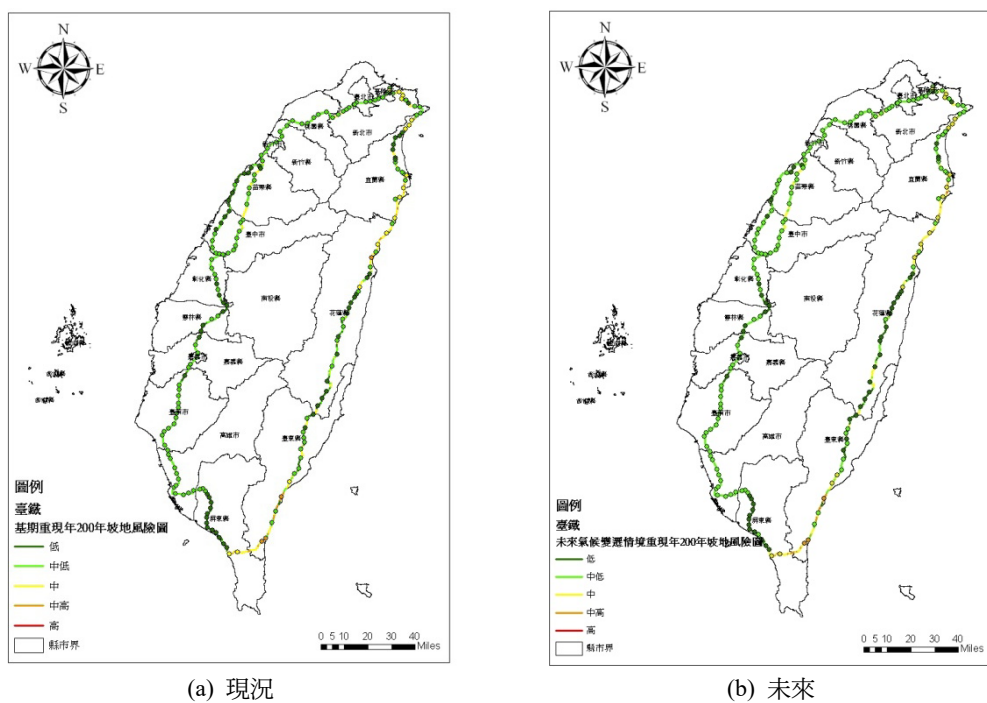 N
W E
S
臺北市
基隆市
桃園縣
新北市
新竹市
新竹縣
宜蘭縣
苗栗縣
臺中市
彰化縣
南投縣
花蓮縣
雲林縣
嘉義市
嘉義縣
臺南市
高雄市
臺東縣
屏東縣
圖例
臺鐵
基期重現年200年坡地風險圖
低
中低
中
中高
高
縣市界
0 5 10 20 30 40
Miles
(a) 現況
N
W E
S
臺北市
基隆市
桃園縣
新北市
新竹市
新竹縣
宜蘭縣
苗栗縣
臺中市
彰化縣
南投縣
花蓮縣
雲林縣
嘉義市
嘉義縣
臺南市
高雄市
臺東縣
屏東縣
圖例
臺鐵
未來氣候變遷情境重現年200年坡地風險圖
低
中低
中
中高
高
縣市界
0 5 10 20 30 40
Miles
(b) 未來